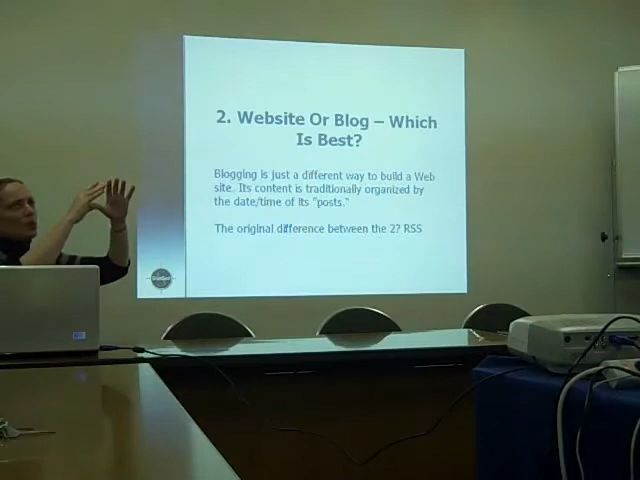 2. Website Or Blog – Which
Is Best?
Blogging is just a different way to build a Web
site. Its content is traditionally organized by
the date/time of its "posts."
The original difference between the 2? RSS